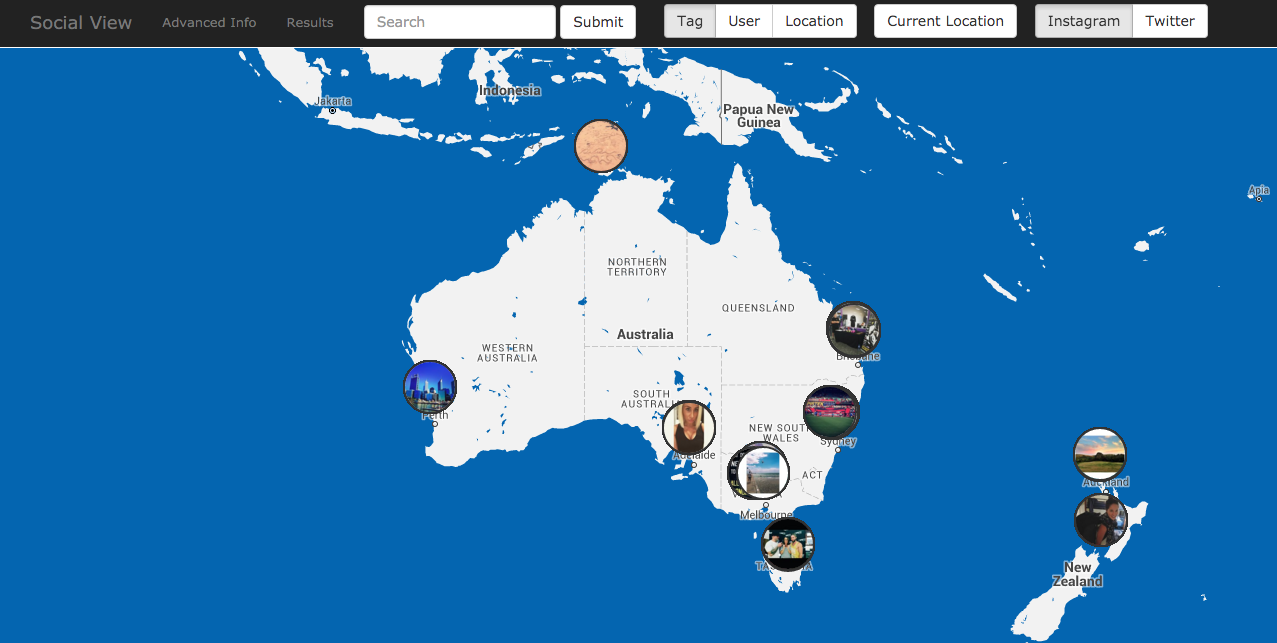 Social View
Advanced Info
Results
Search
Submit
Tag
User
Location
Current Location
Instagram
Twitter
Jakarta
Indonesia
Papua New
Guinea
Apia
NORTHERN
TERRITORY
QUEENSLAND
Australia
WESTERN
AUSTRALIA
Brisbane
SOUTH
AUSTRALIA
Perth
NEW SOUTH
WALES
Sydney
Adelaide
ACT
Melbourne
Auckland
TASMANIA
New
Zealand